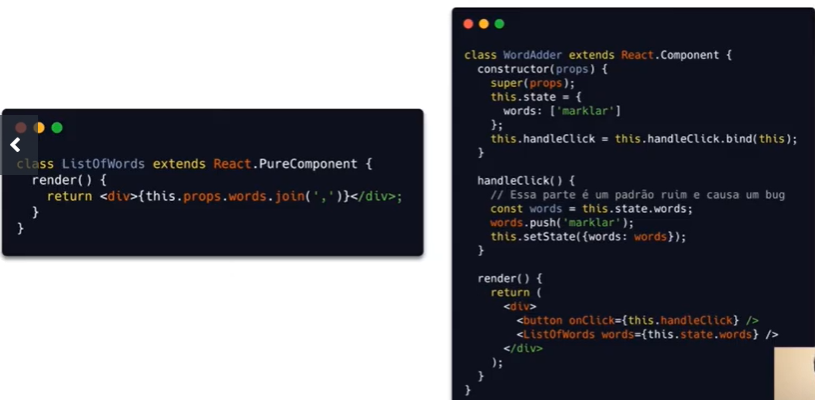 class ListOfWords extends React.PureComponent {
render() {
return <div>{this.props.words.join(',')}</div>;
}
}
class WordAdder extends React.Component {
constructor(props) {
super(props);
this.state = {
words: ['marklar']
};
this.handleClick = this.handleClick.bind(this);
}
handleClick() {
// Essa parte é um padrão ruim e causa um bug
const words = this.state.words;
words.push('marklar');
this.setState({words: words});
}
render() {
return (
<div>
<button onClick={this.handleClick} />
<ListOfWords words={this.state.words} />
</div>
);
}
}